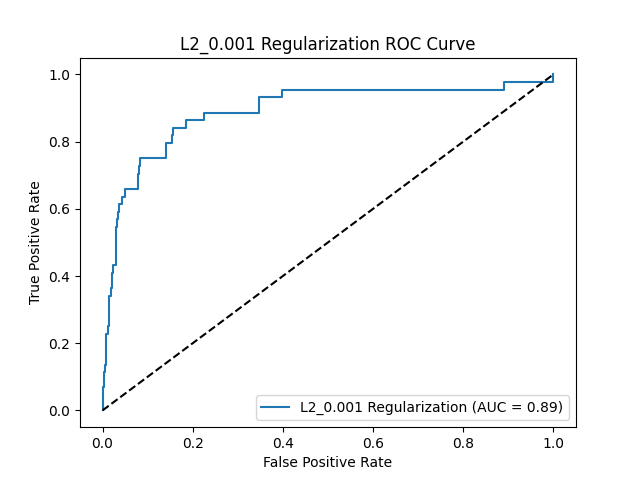 L2_0.001 Regularization ROC Curve
1.0
0.8
0.6
0.4
0.2
0.0
True Positive Rate
L2_0.001 Regularization (AUC = 0.89)
0.0 0.2 0.4 0.6 0.8 1.0
False Positive Rate